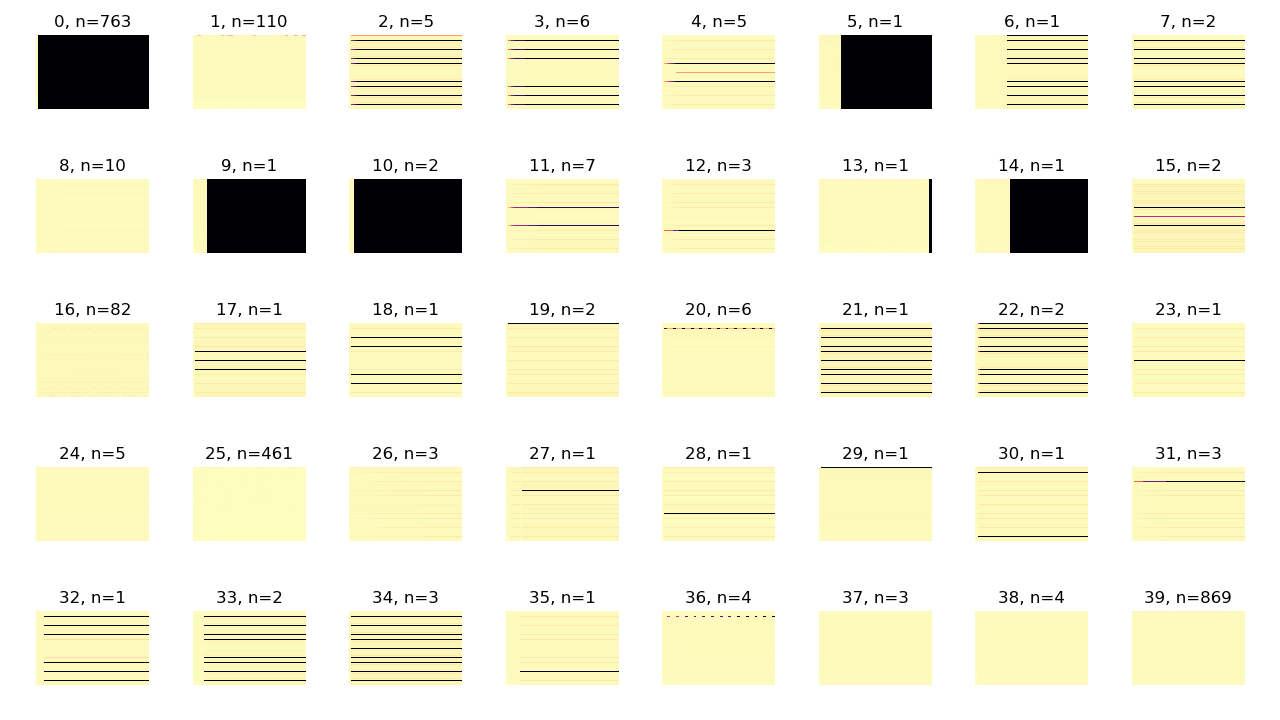 0, n=763 1, n=110 2, n=5 3, n=6 4, n=5 5, n=1 6, n=1 7, n=2
8, n=10 9, n=1 10, n=2 11, n=7 12, n=3 13, n=1 14, n=1 15, n=2
16, n=82 17, n=1 18, n=1 19, n=2 20, n=6 21, n=1 22, n=2 23, n=1
24, n=5 25, n=461 26, n=3 27, n=1 28, n=1 29, n=1 30, n=1 31, n=3
32, n=1 33, n=2 34, n=3 35, n=1 36, n=4 37, n=3 38, n=4 39, n=869